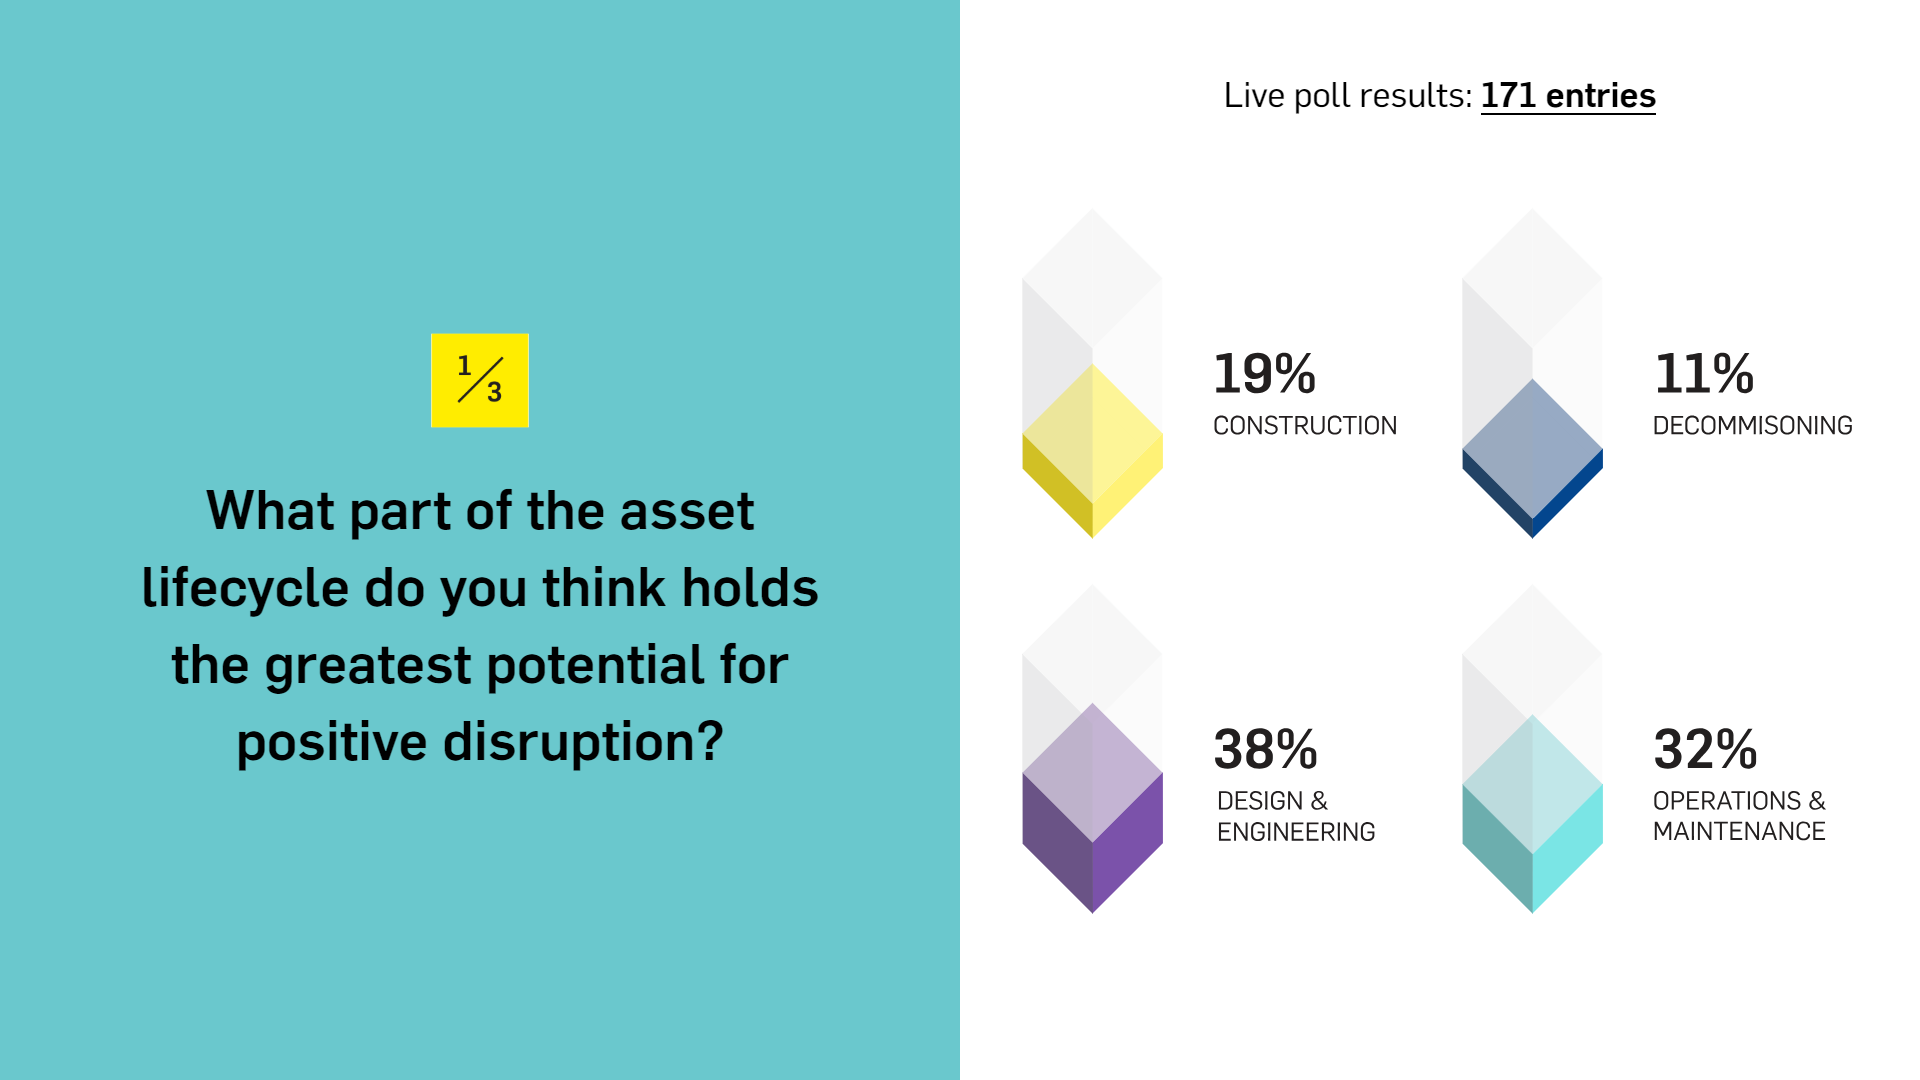 1/3
What part of the asset
lifecycle do you think holds
the greatest potential for
positive disruption?
Live poll results: 171 entries
19%
CONSTRUCTION
11%
DECOMMISONING
38%
DESIGN &
ENGINEERING
32%
OPERATIONS &
MAINTENANCE